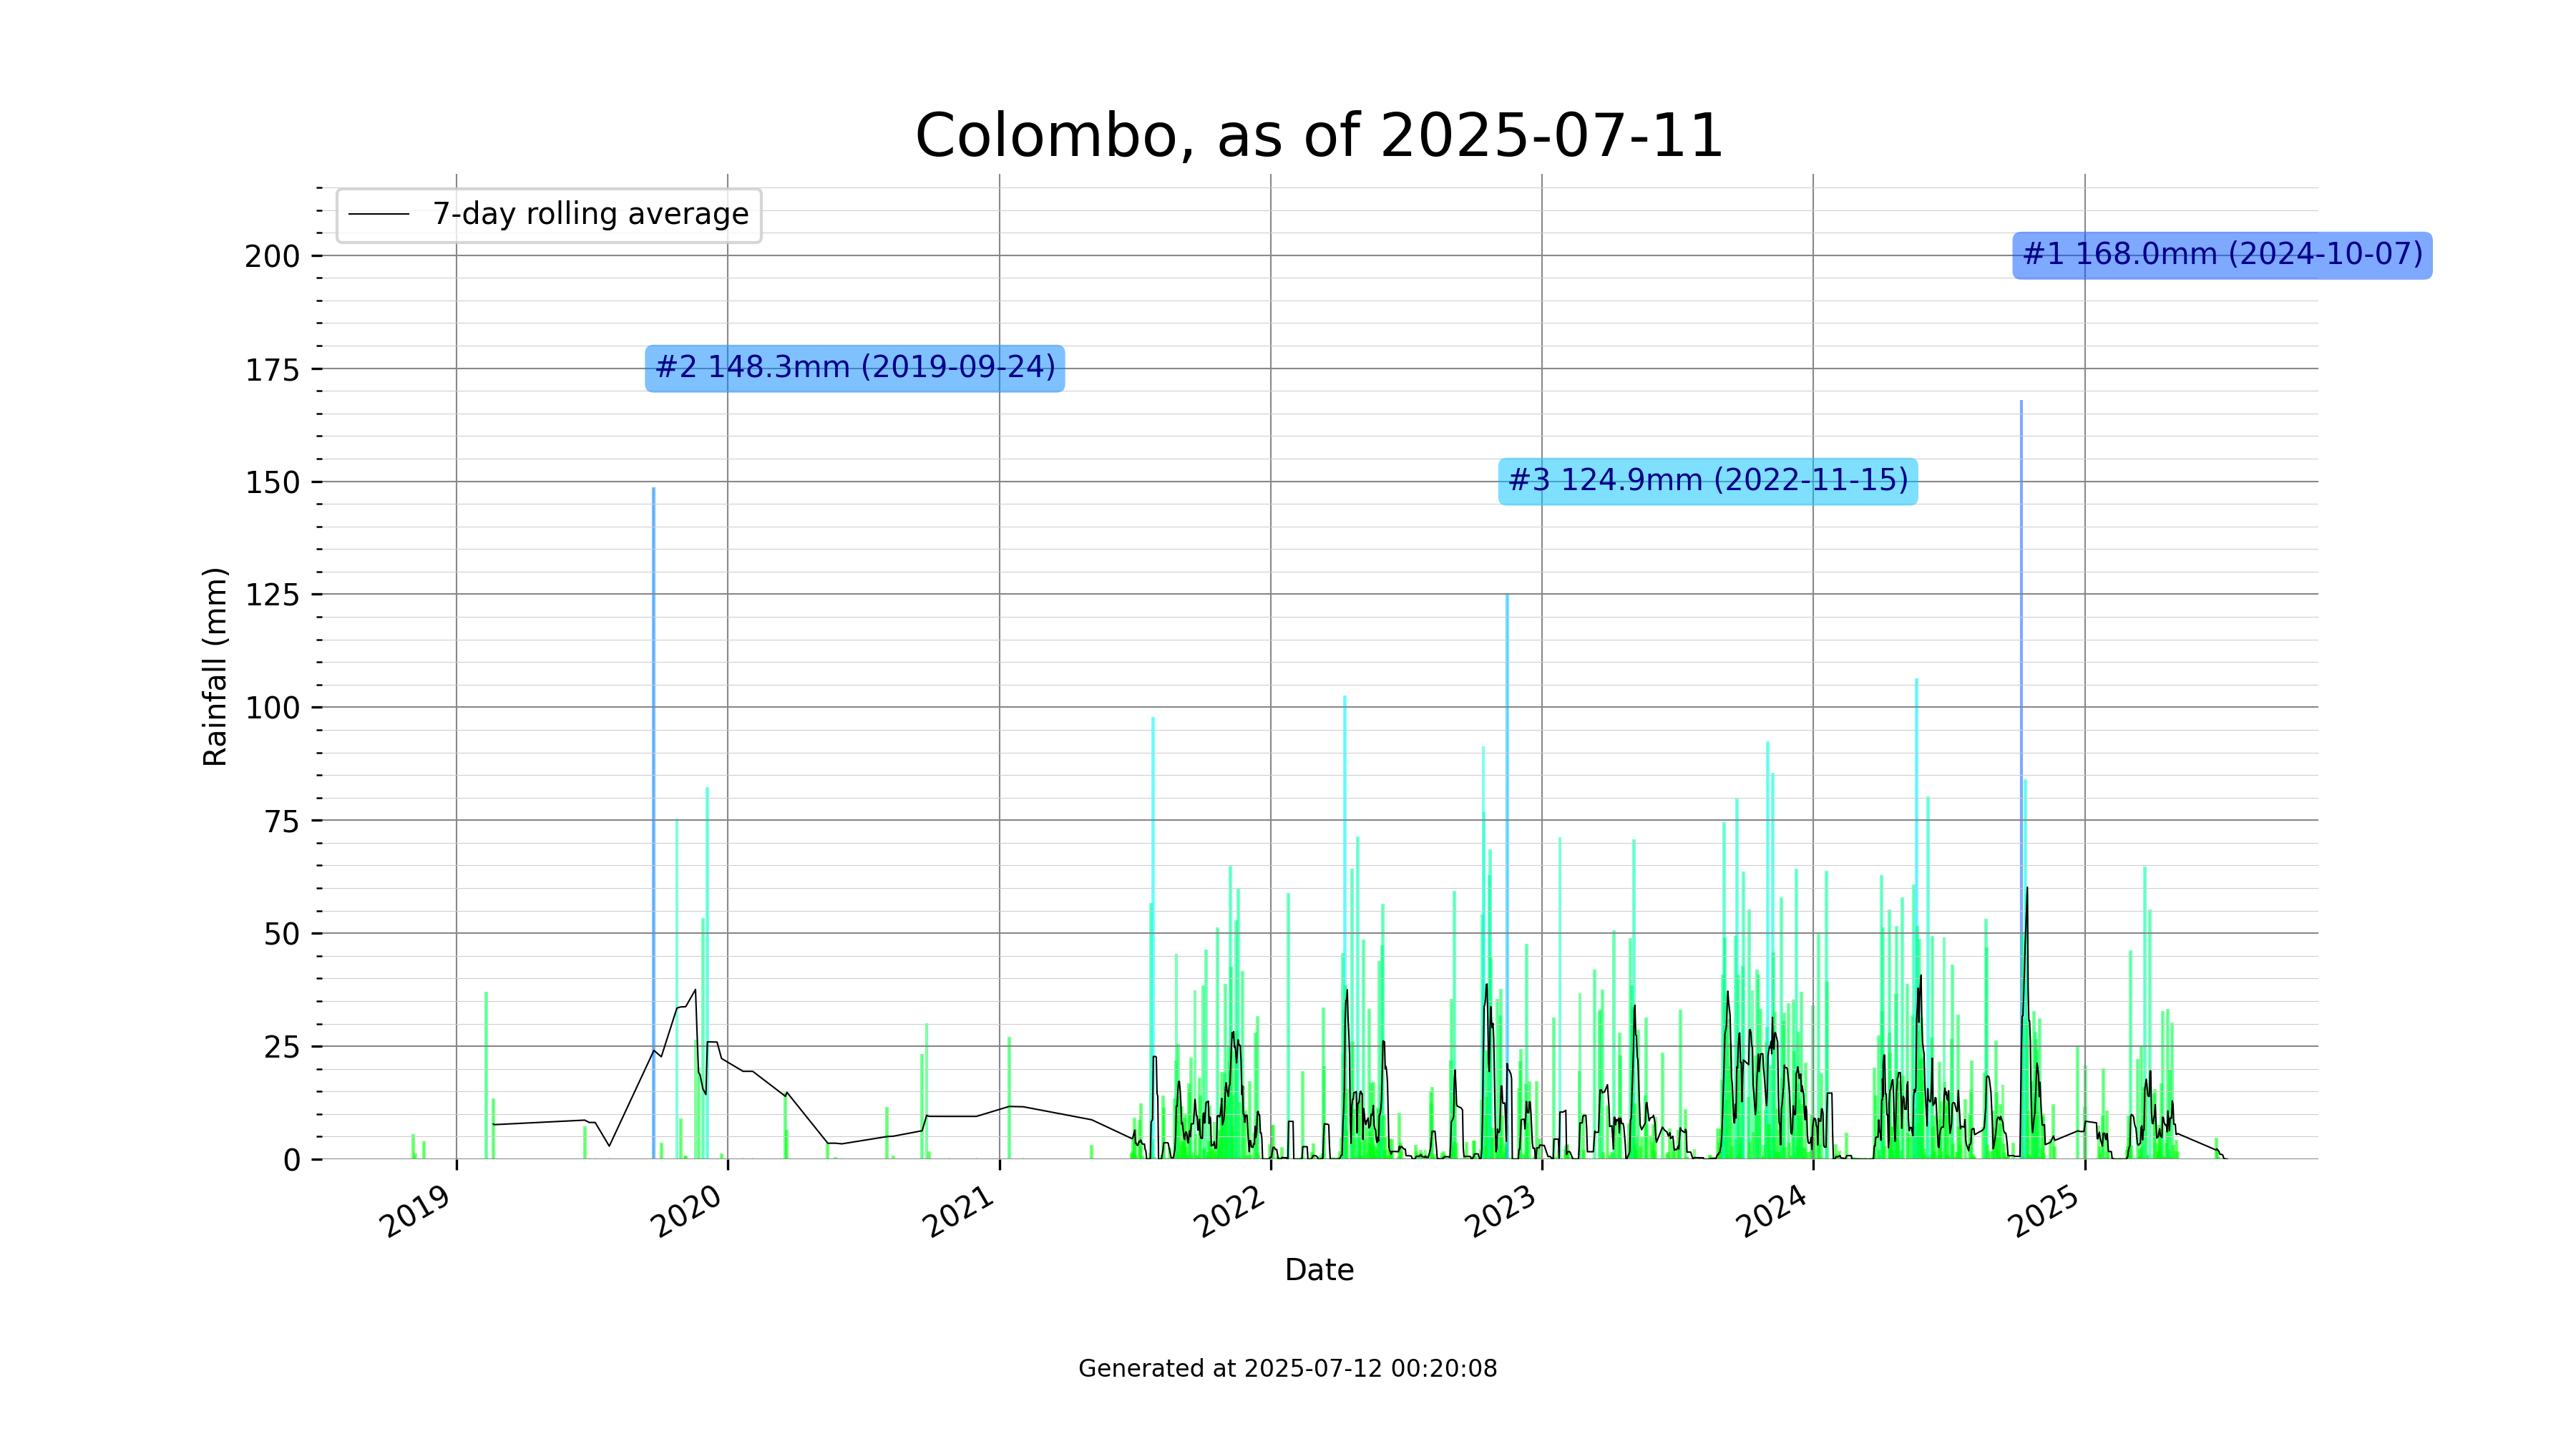 Colombo, as of 2025-07-11
7-day rolling average
#1 168.0mm (2024-10-07)
#2 148.3mm (2019-09-24)
#3 124.9mm (2022-11-15)
Rainfall (mm)
200
175
150
125
100
75
50
25
0
2019 2020 2021 2022 2023 2024 2025
Date
Generated at 2025-07-12 00:20:08